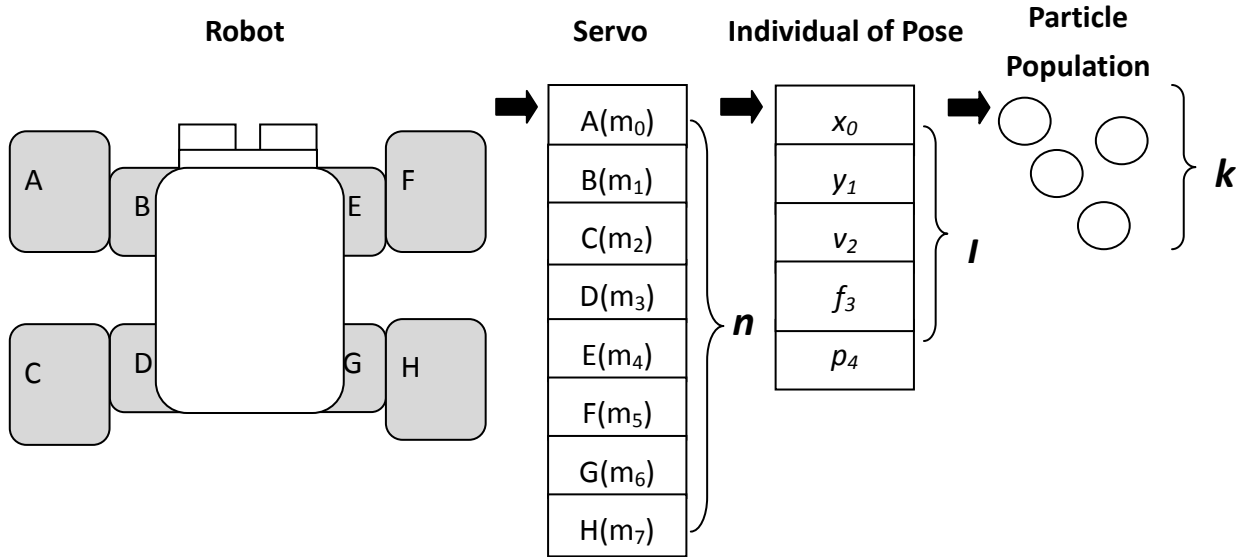 Robot
Servo
Individual of Pose
Particle
Population
A
B
E
F
C
D
G
H
A(m₀)
B(m₁)
C(m₂)
D(m₃)
E(m₄)
F(m₅)
G(m₆)
H(m₇)
n
x₀
y₁
v₂
f₃
p₄
I
k